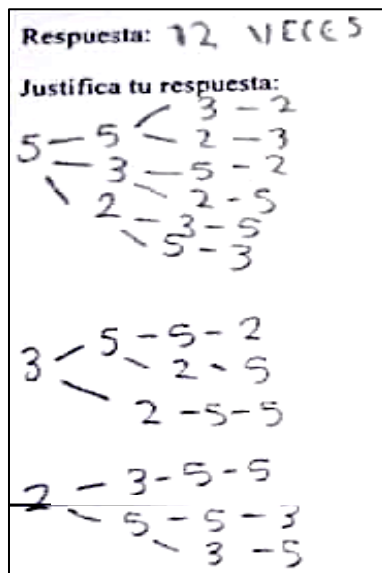 Respuesta: 12 VECES
Justifica tu respuesta:
3 - 2
5 - 5 - 2 - 3
3 - 5 - 2
2 - 5
2 - 3 - 5
5 - 3
3 5 - 5 - 2
2 - 5
2 - 5 - 5
2 - 3 - 5 - 5
5 - 5 - 3
3 - 5